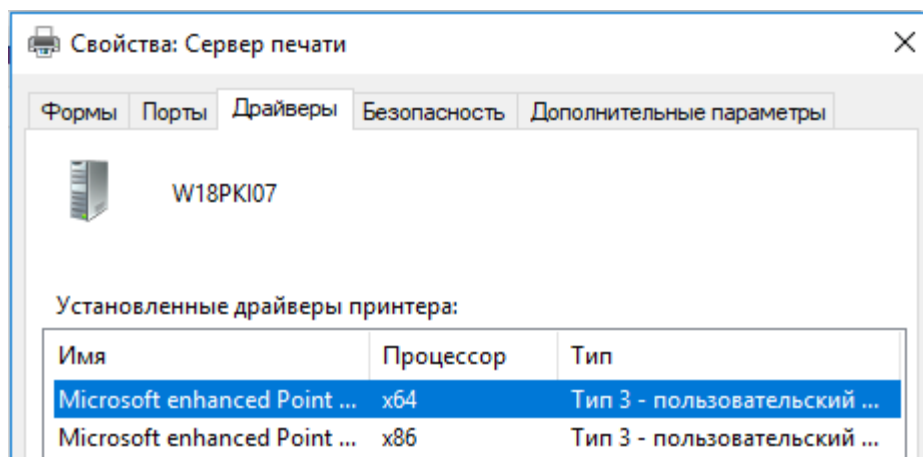 Свойства: Сервер печати
Формы Порты Драйверы Безопасность Дополнительные параметры
W18PKI07
Установленные драйверы принтера:
Имя Процессор Тип
Microsoft enhanced Point ... x64 Тип 3 - пользовательский ...
Microsoft enhanced Point ... x86 Тип 3 - пользовательский ...